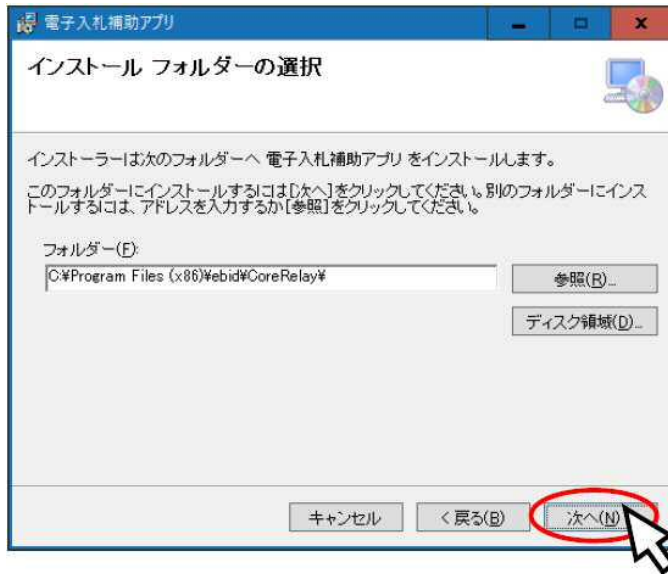 電子入札補助アプリ
インストール フォルダーの選択
インストーラーは次のフォルダーへ 電子入札補助アプリ をインストールします。
このフォルダーにインストールするには[次へ]をクリックしてください。別のフォルダーにインス
トールするには、アドレスを入力するか[参照]をクリックしてください。
フォルダー(F):
C:¥Program Files (x86)¥ebid¥CoreRelay¥
参照(R)...
ディスク領域(D)...
キャンセル
< 戻る(B)
次へ(N)